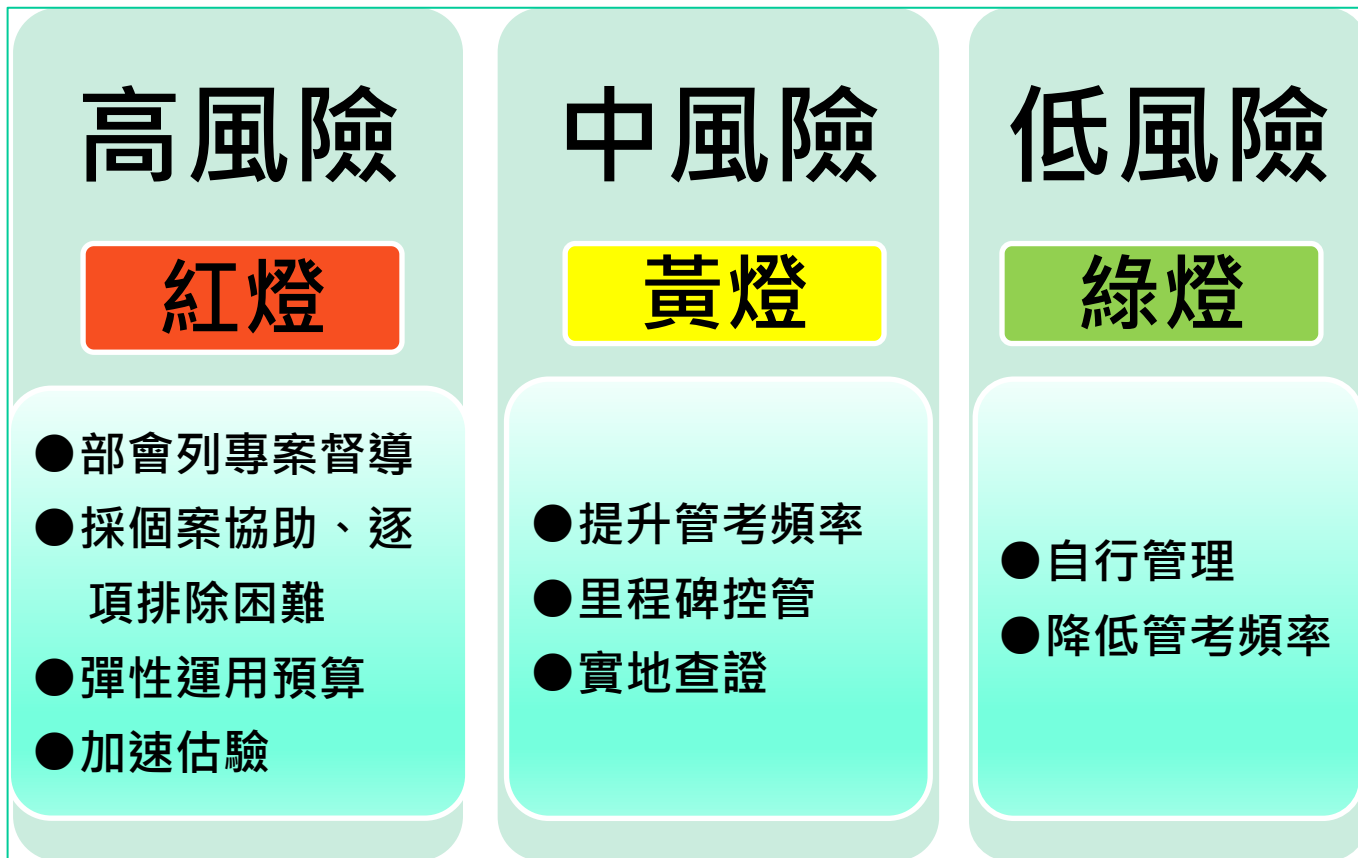 高風險
紅燈
●部會列專案督導
●採個案協助、逐
項排除困難
●彈性運用預算
●加速估驗
中風險
黃燈
●提升管考頻率
●里程碑控管
●實地查證
低風險
綠燈
●自行管理
●降低管考頻率